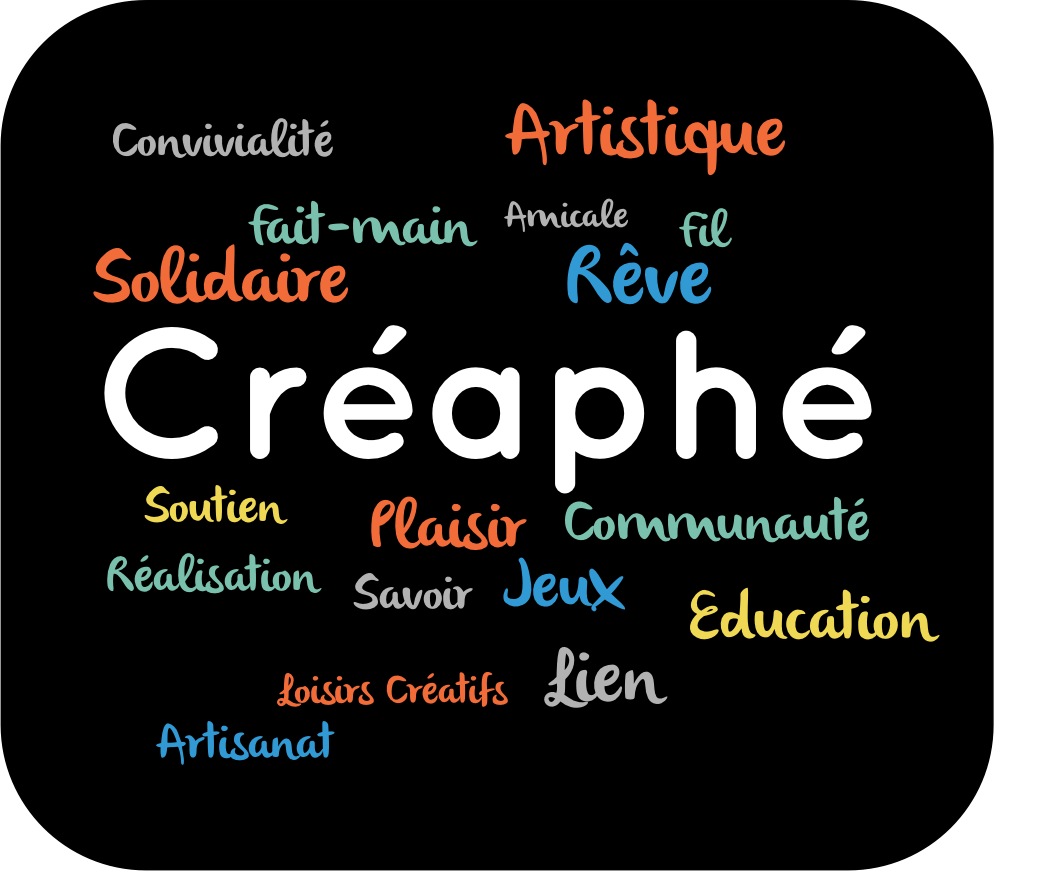 Convivialité Artistique
fait-main Amicale fil
Solidaire Rêve
Créaphé
Soutien Plaisir Communauté
Réalisation Savoir Jeux Education
Loisirs Créatifs Lien
Artisanat